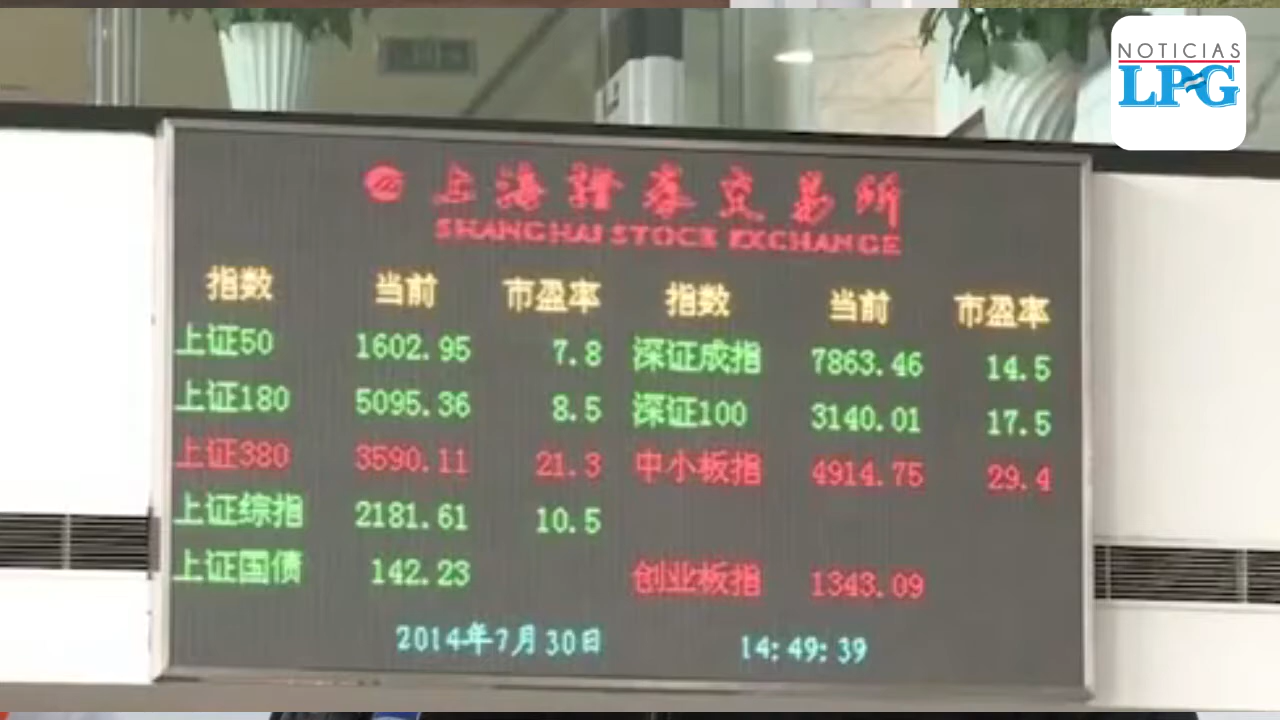 NOTICIAS
LPG
上海證券交易所
SHANGHAI STOCK EXCHANGE
指数 当前 市盈率 指数 当前 市盈率
上证50 1602.95 7.8 深证成指 7863.46 14.5
上证180 5095.36 8.5 深证100 3140.01 17.5
上证380 3590.11 21.3 中小板指 4914.75 29.4
上证综指 2181.61 10.5
上证国债 142.23 创业板指 1343.09
2014年7月30日 14:49:39